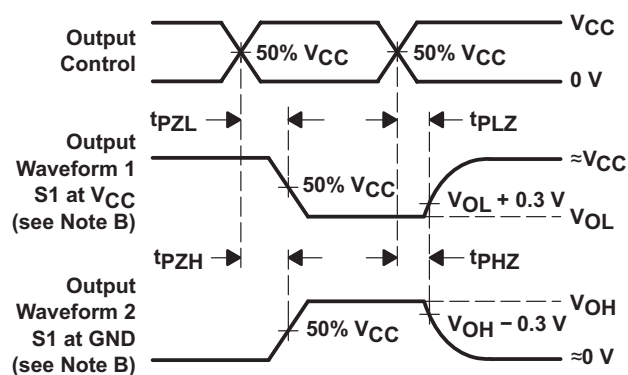 Output
Control
50% VCC
50% VCC
VCC
0 V
tPZL
tPLZ
Output
Waveform 1
S1 at VCC
(see Note B)
50% VCC
≈VCC
VOL + 0.3 V
VOL
tPZH
tPHZ
Output
Waveform 2
S1 at GND
(see Note B)
50% VCC
VOH
VOH − 0.3 V
≈0 V